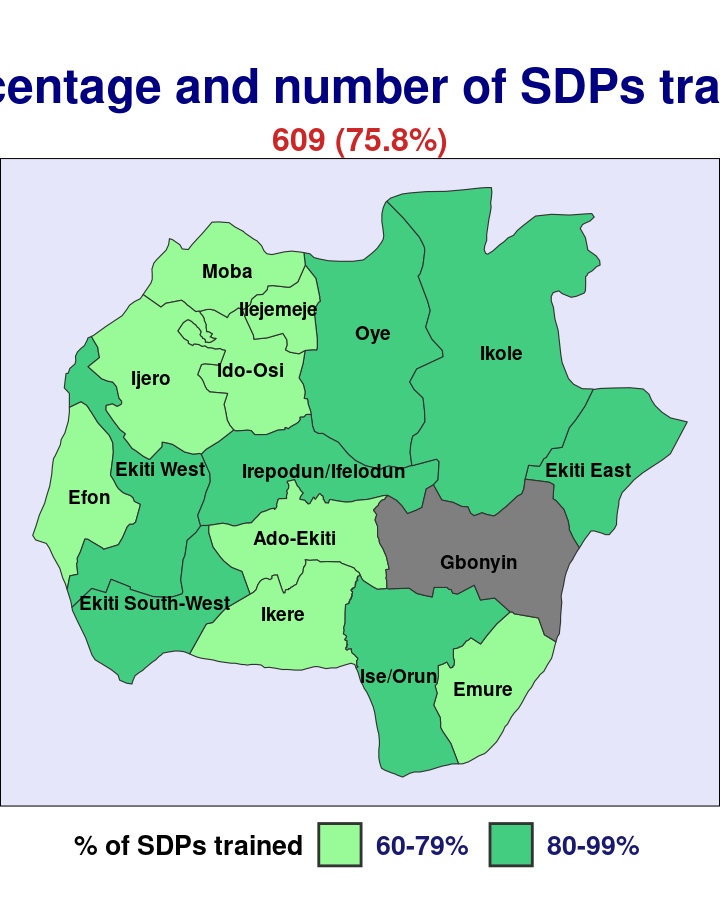 centage and number of SDPs tra
609 (75.8%)
Moba
Ilejemeje
Oye
Ikole
Ijero
Ido-Osi
Ekiti West
Irepodun/Ifelodun
Ekiti East
Efon
Ado-Ekiti
Gbonyin
Ekiti South-West
Ikere
Ise/Orun
Emure
% of SDPs trained 60-79% 80-99%